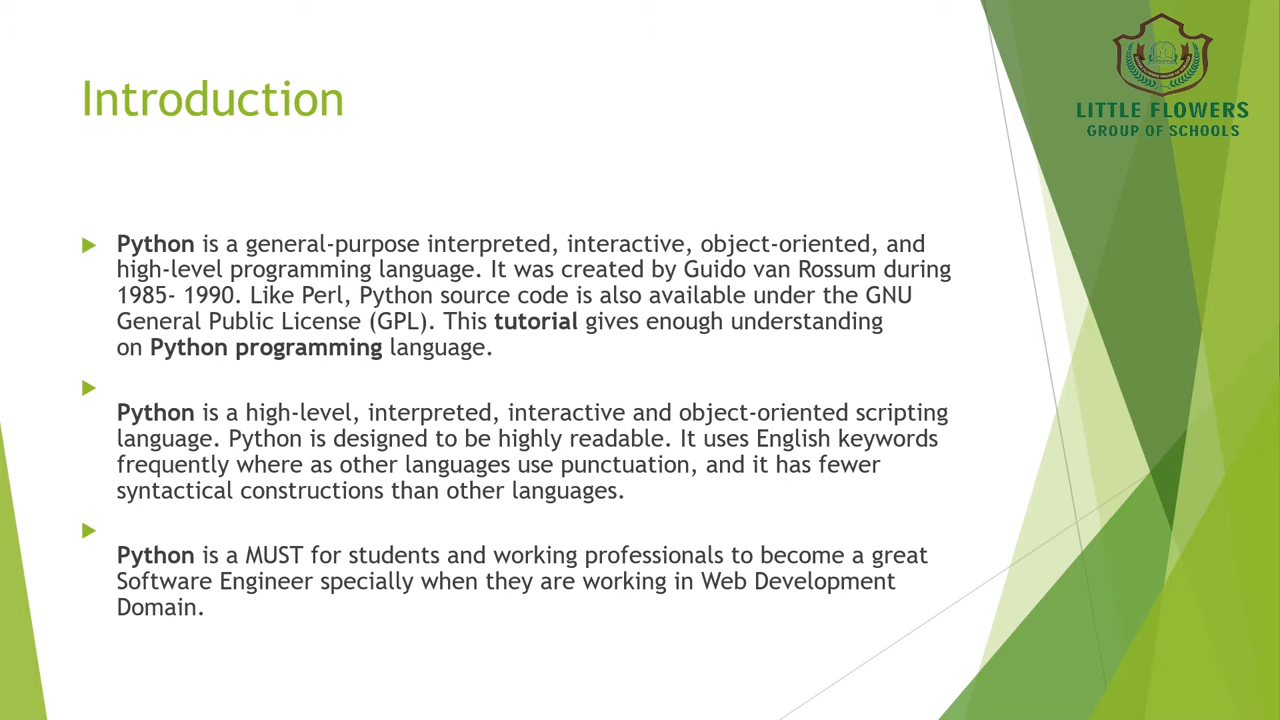 LITTLE FLOWERS
GROUP OF SCHOOLS
Introduction
Python is a general-purpose interpreted, interactive, object-oriented, and
high-level programming language. It was created by Guido van Rossum during
1985- 1990. Like Perl, Python source code is also available under the GNU
General Public License (GPL). This tutorial gives enough understanding
on Python programming language.
Python is a high-level, interpreted, interactive and object-oriented scripting
language. Python is designed to be highly readable. It uses English keywords
frequently where as other languages use punctuation, and it has fewer
syntactical constructions than other languages.
Python is a MUST for students and working professionals to become a great
Software Engineer specially when they are working in Web Development
Domain.